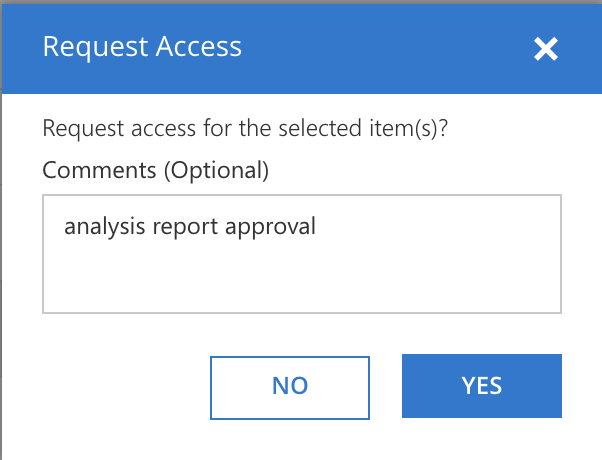 Request Access
Request access for the selected item(s)?
Comments (Optional)
analysis report approval
NO
YES